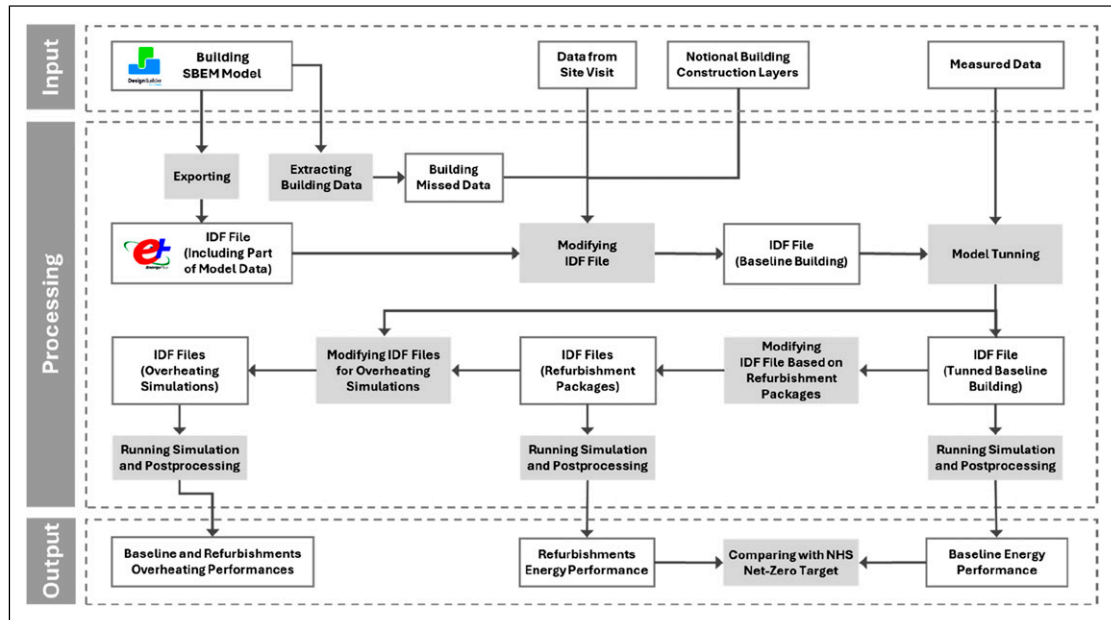 Input
Building
SBEM Model
DesignBuilder
Data from
Site Visit
Notional Building
Construction Layers
Measured Data
Processing
Exporting
Extracting
Building Data
Building
Missed Data
IDF File
(Including Part
of Model Data)
e+
EnergyPlus
Modifying
IDF File
IDF File
(Baseline Building)
Model Tunning
IDF Files
(Overheating
Simulations)
Modifying IDF Files
for Overheating
Simulations
IDF Files
(Refurbishment
Packages)
Modifying
IDF File Based on
Refurbishment
Packages
IDF File
(Tunned Baseline
Building)
Running Simulation
and Postprocessing
Running Simulation
and Postprocessing
Running Simulation
and Postprocessing
Output
Baseline and Refurbishments
Overheating Performances
Refurbishments
Energy Performance
Comparing with NHS
Net-Zero Target
Baseline Energy
Performance